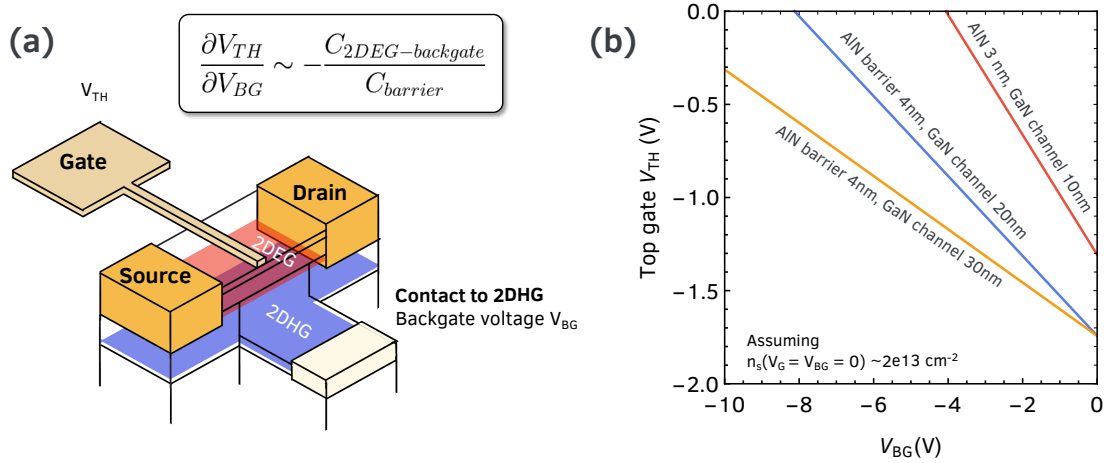 (a)
∂V_TH / ∂V_BG ∼ − C_2DEG−backgate / C_barrier
V_TH
Gate
Drain
2DEG
Source
2DHG
Contact to 2DHG
Backgate voltage V_BG
(b)
Top gate V_TH (V)
0.0
−0.5
−1.0
−1.5
−2.0
AlN 3 nm, GaN channel 10nm
AlN barrier 4nm, GaN channel 20nm
AlN barrier 4nm, GaN channel 30nm
Assuming
n_s(V_G = V_BG = 0) ~2e13 cm⁻²
−10
−8
−6
−4
−2
0
V_BG (V)